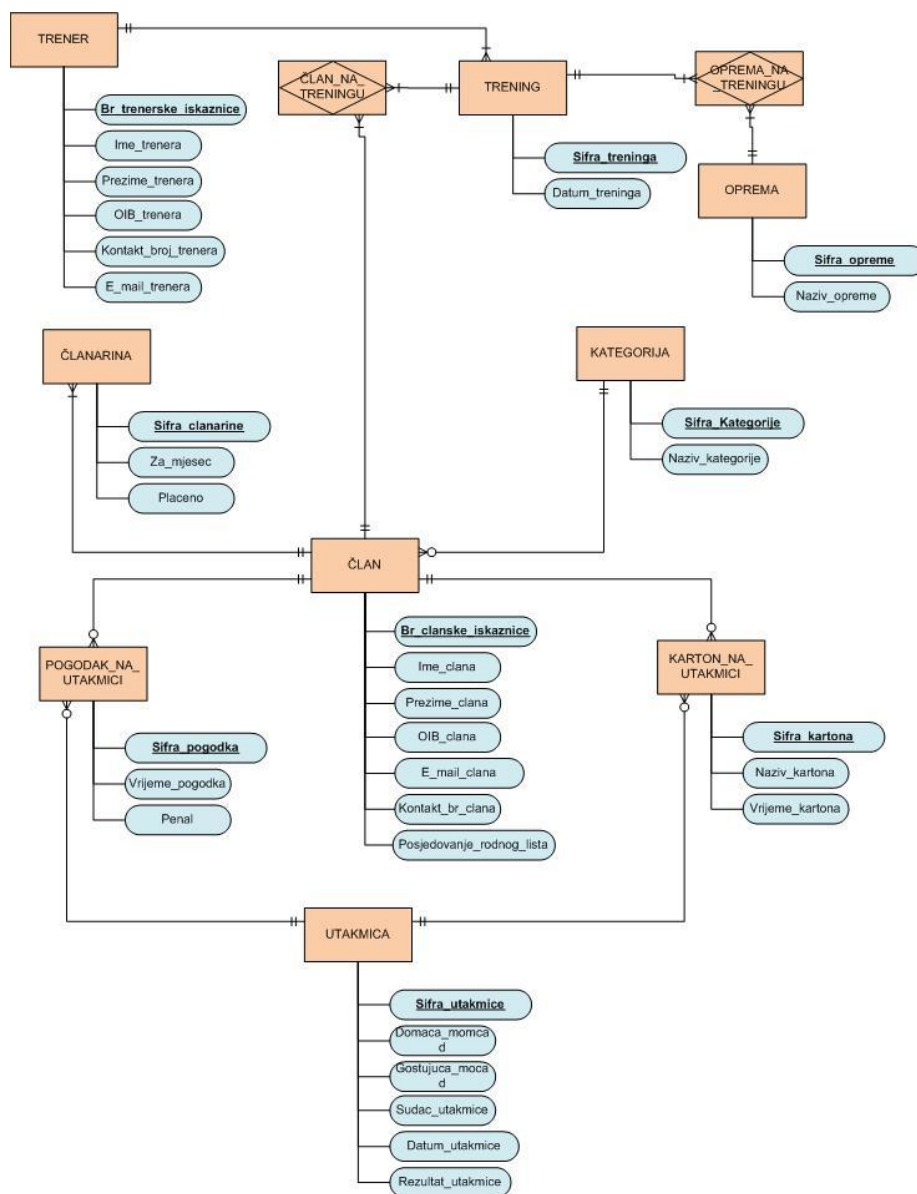 TRENER
Br_trenerske_iskaznice
Ime_trenera
Prezime_trenera
OIB_trenera
Kontakt_broj_trenera
E_mail_trenera
ČLAN_NA_
TRENINGU
TRENING
Sifra_treninga
Datum_treninga
OPREMA_NA
_TRENINGU
OPREMA
Sifra_opreme
Naziv_opreme
ČLANARINA
Sifra_clanarine
Za_mjesec
Placeno
KATEGORIJA
Sifra_Kategorije
Naziv_kategorije
ČLAN
Br_clanske_iskaznice
Ime_clana
Prezime_clana
OIB_clana
E_mail_clana
Kontakt_br_clana
Posjedovanje_rodnog_lista
POGODAK_NA_
UTAKMICI
Sifra_pogodka
Vrijeme_pogodka
Penal
KARTON_NA_
UTAKMICI
Sifra_kartona
Naziv_kartona
Vrijeme_kartona
UTAKMICA
Sifra_utakmice
Domaca_momca
d
Gostujuca_moca
d
Sudac_utakmice
Datum_utakmice
Rezultat_utakmice